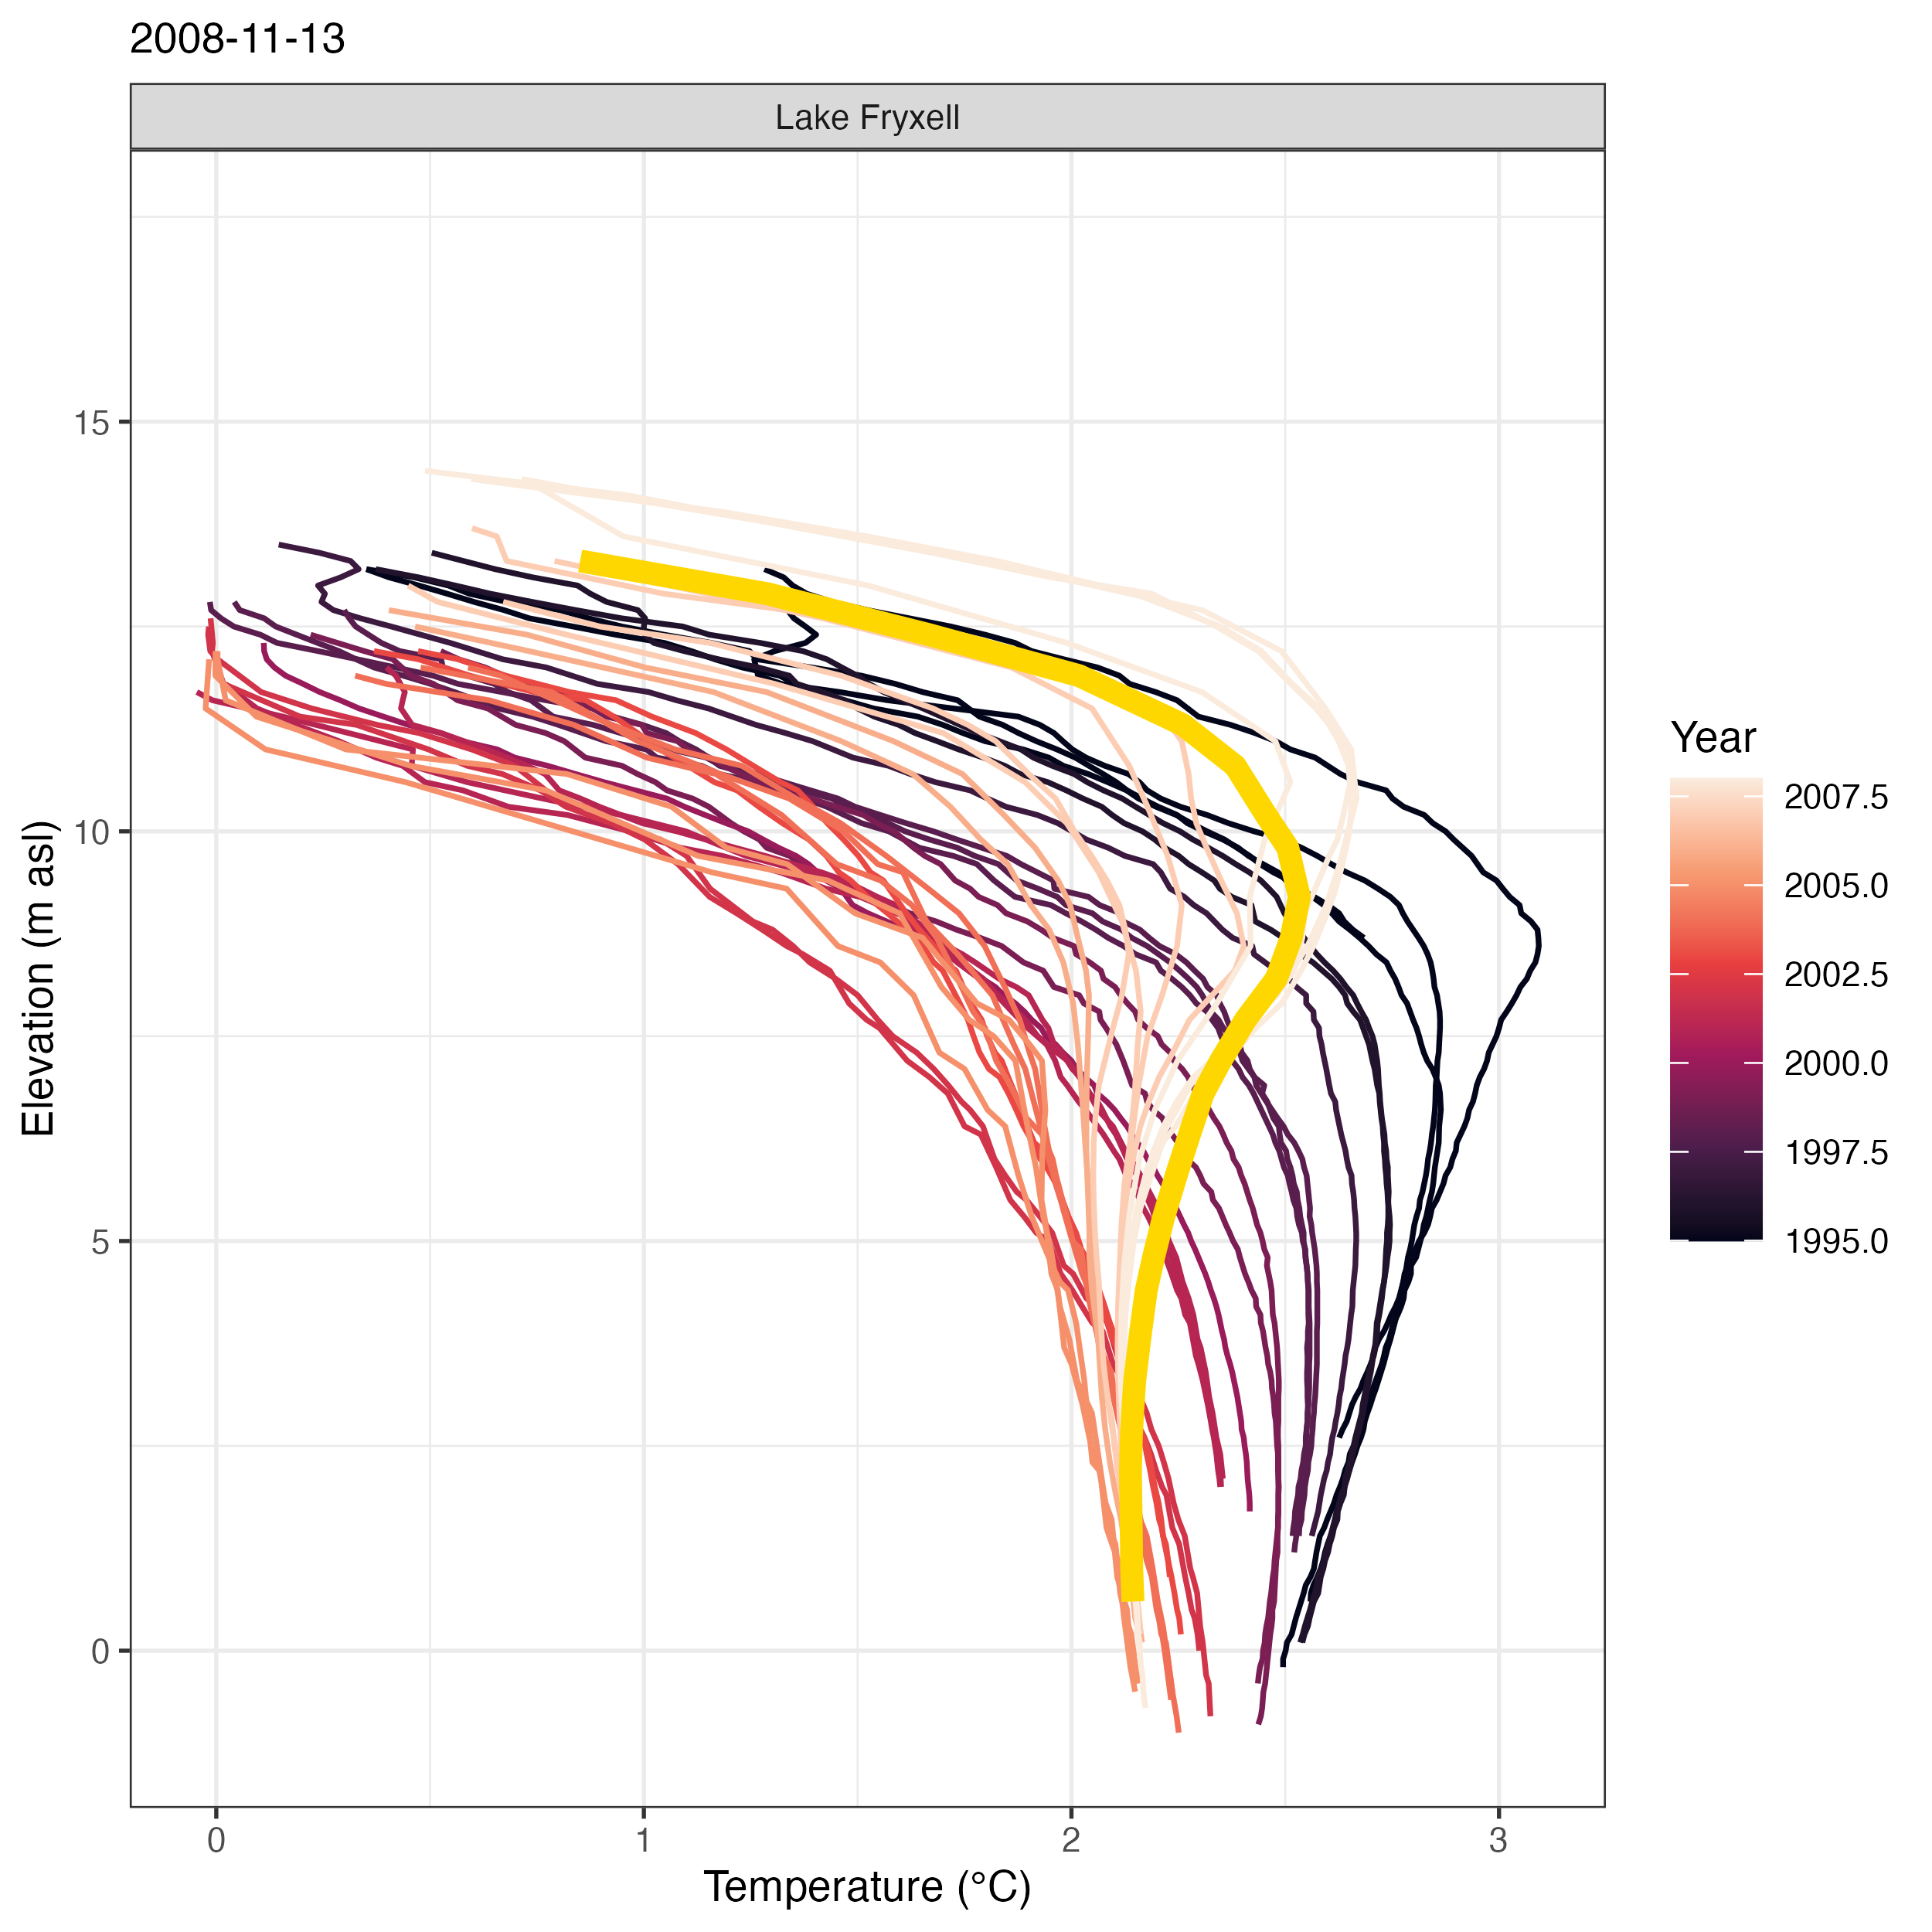 2008-11-13
Lake Fryxell
Elevation (m asl)
15
10
5
0
0 1 2 3
Temperature (°C)
Year
2007.5
2005.0
2002.5
2000.0
1997.5
1995.0